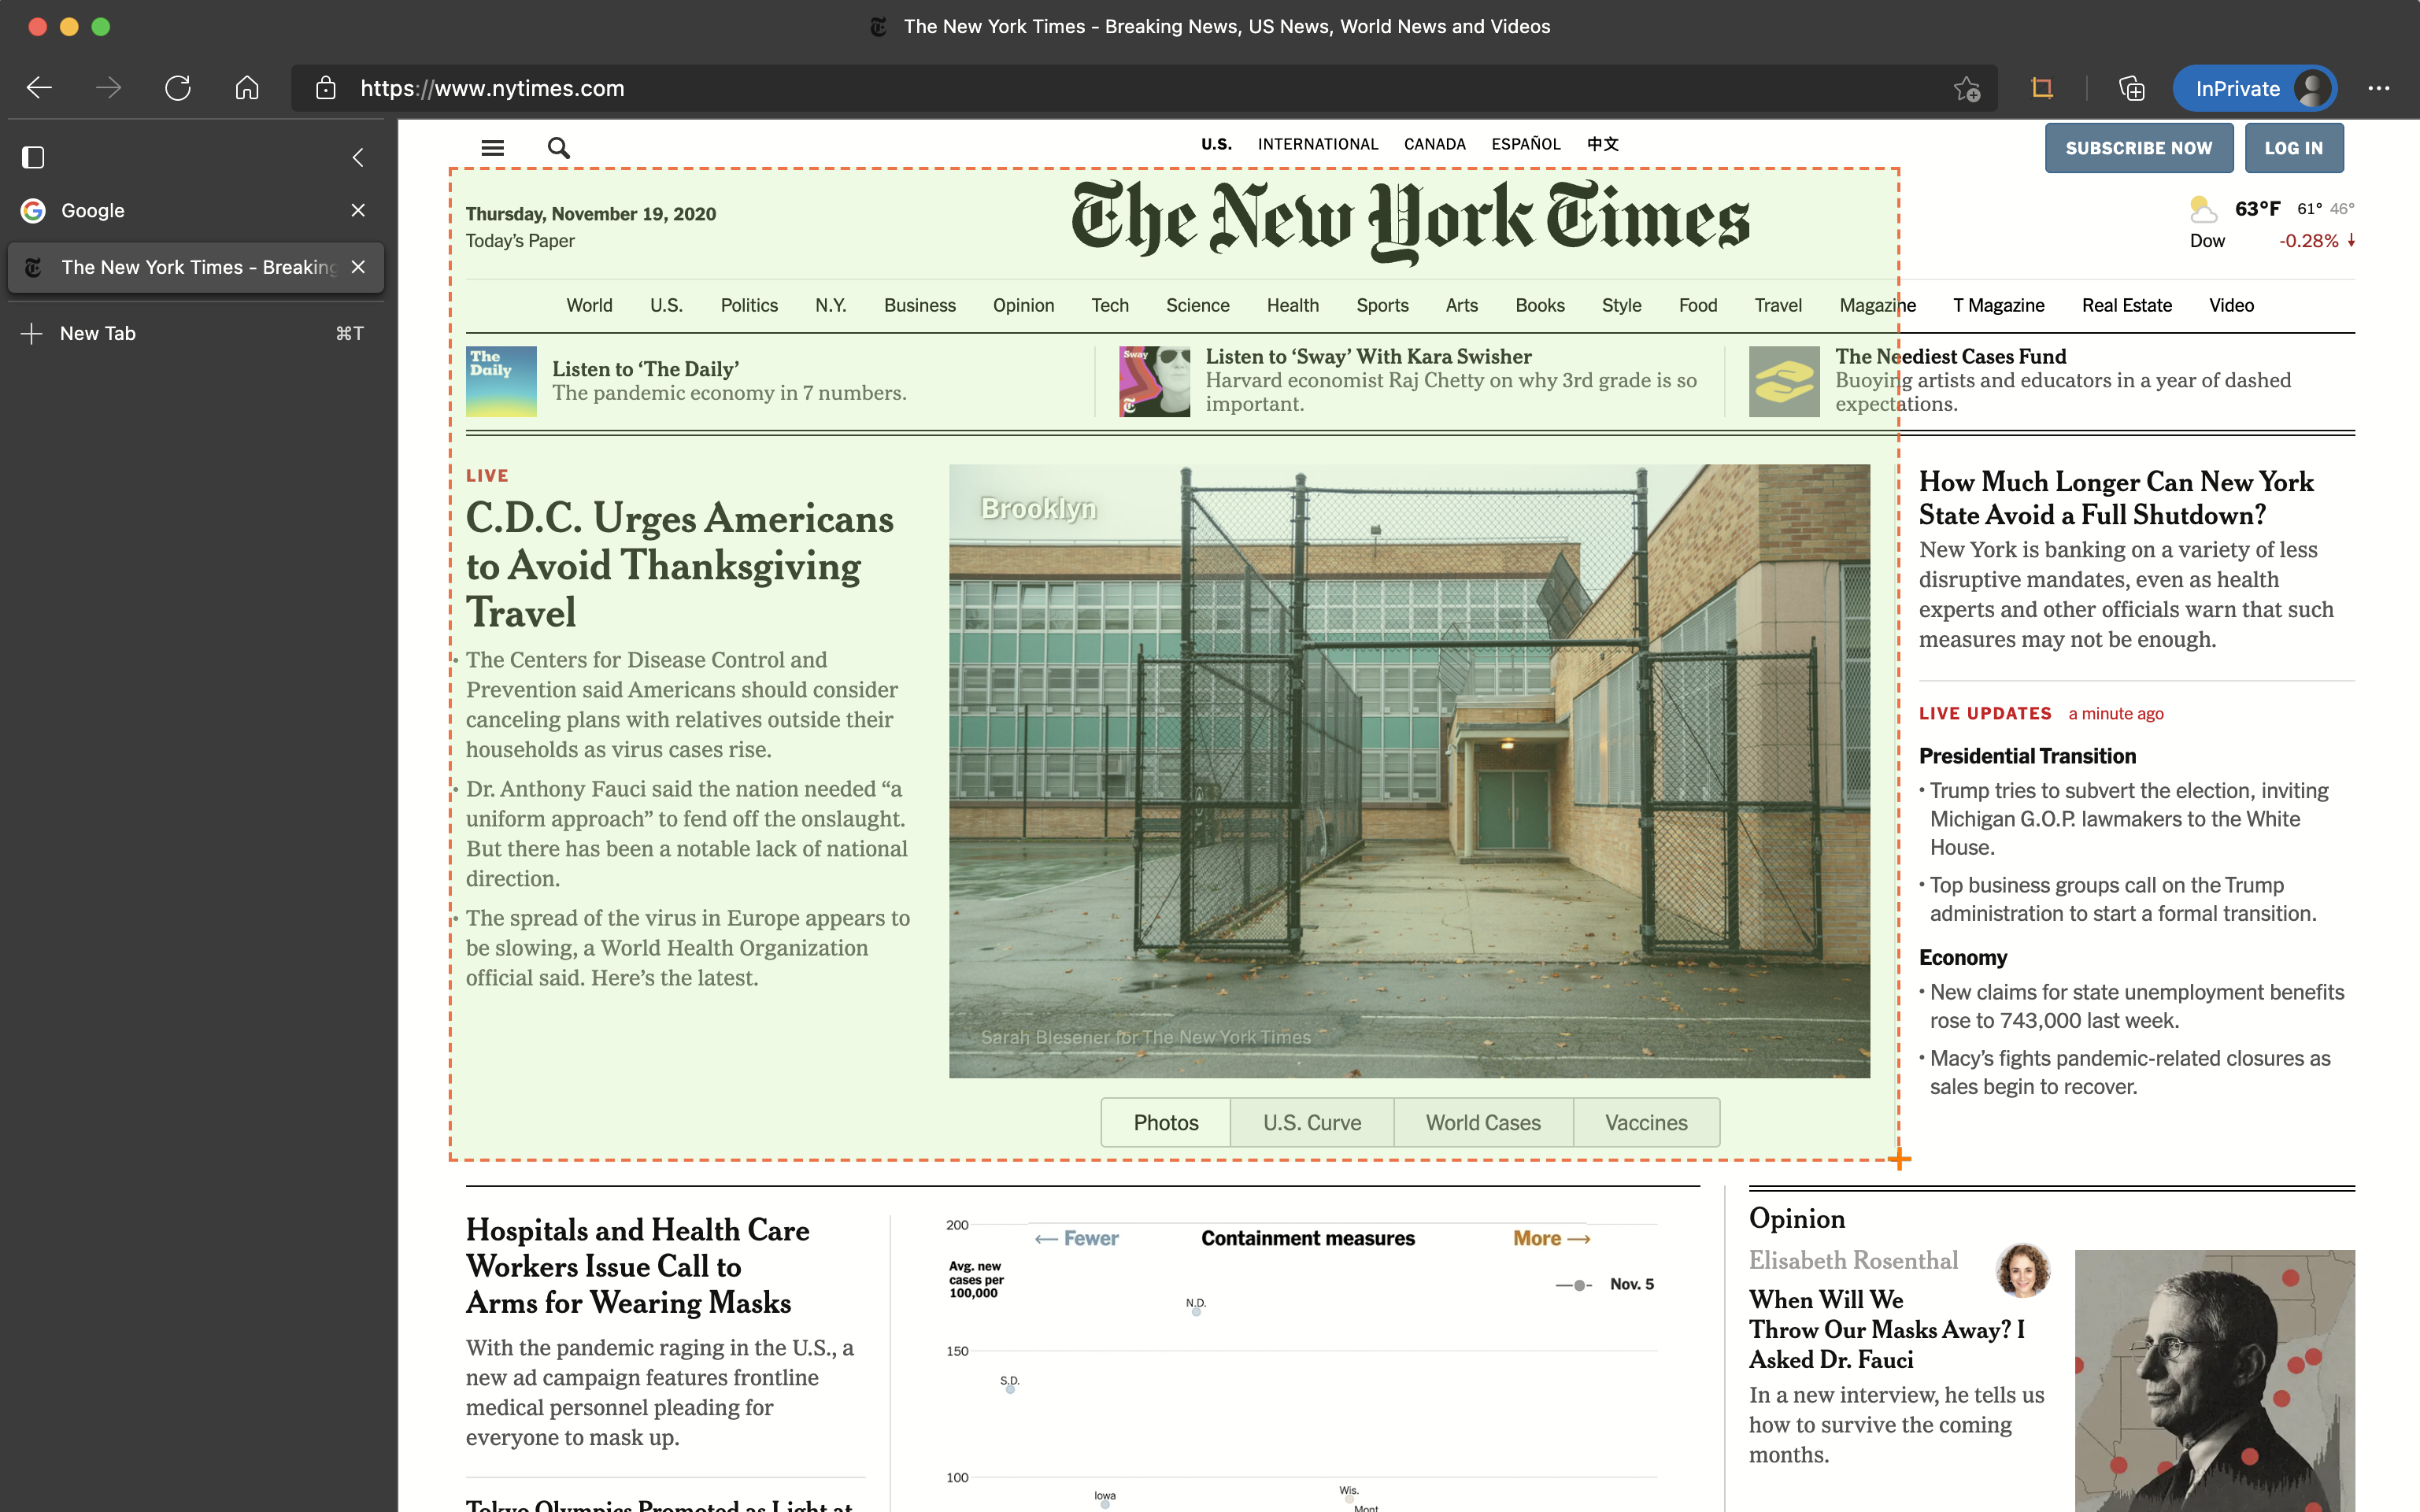 The New York Times - Breaking News, US News, World News and Videos
https://www.nytimes.com
InPrivate
Google
The New York Times - Breaking
New Tab
⌘T
U.S. INTERNATIONAL CANADA ESPAÑOL 中文
SUBSCRIBE NOW
LOG IN
Thursday, November 19, 2020
Today's Paper
The New York Times
63°F 61° 46°
Dow -0.28% ↓
World U.S. Politics N.Y. Business Opinion Tech Science Health Sports Arts Books Style Food Travel Magazine T Magazine Real Estate Video
The
Daily
Listen to ‘The Daily’
The pandemic economy in 7 numbers.
Sway
Listen to ‘Sway’ With Kara Swisher
Harvard economist Raj Chetty on why 3rd grade is so
important.
The Neediest Cases Fund
Buoying artists and educators in a year of dashed
expectations.
LIVE
C.D.C. Urges Americans
to Avoid Thanksgiving
Travel
• The Centers for Disease Control and
Prevention said Americans should consider
canceling plans with relatives outside their
households as virus cases rise.
• Dr. Anthony Fauci said the nation needed “a
uniform approach” to fend off the onslaught.
But there has been a notable lack of national
direction.
• The spread of the virus in Europe appears to
be slowing, a World Health Organization
official said. Here’s the latest.
Brooklyn
Sarah Blesener for The New York Times
Photos
U.S. Curve
World Cases
Vaccines
How Much Longer Can New York
State Avoid a Full Shutdown?
New York is banking on a variety of less
disruptive mandates, even as health
experts and other officials warn that such
measures may not be enough.
LIVE UPDATES a minute ago
Presidential Transition
• Trump tries to subvert the election, inviting
Michigan G.O.P. lawmakers to the White
House.
• Top business groups call on the Trump
administration to start a formal transition.
Economy
• New claims for state unemployment benefits
rose to 743,000 last week.
• Macy’s fights pandemic-related closures as
sales begin to recover.
Hospitals and Health Care
Workers Issue Call to
Arms for Wearing Masks
With the pandemic raging in the U.S., a
new ad campaign features frontline
medical personnel pleading for
everyone to mask up.
Tokyo Olympics Promoted as Light at
200
← Fewer
Containment measures
More →
Avg. new
cases per
100,000
Nov. 5
N.D.
150
S.D.
100
Iowa
Wis.
Mont.
Opinion
Elisabeth Rosenthal
When Will We
Throw Our Masks Away? I
Asked Dr. Fauci
In a new interview, he tells us
how to survive the coming
months.